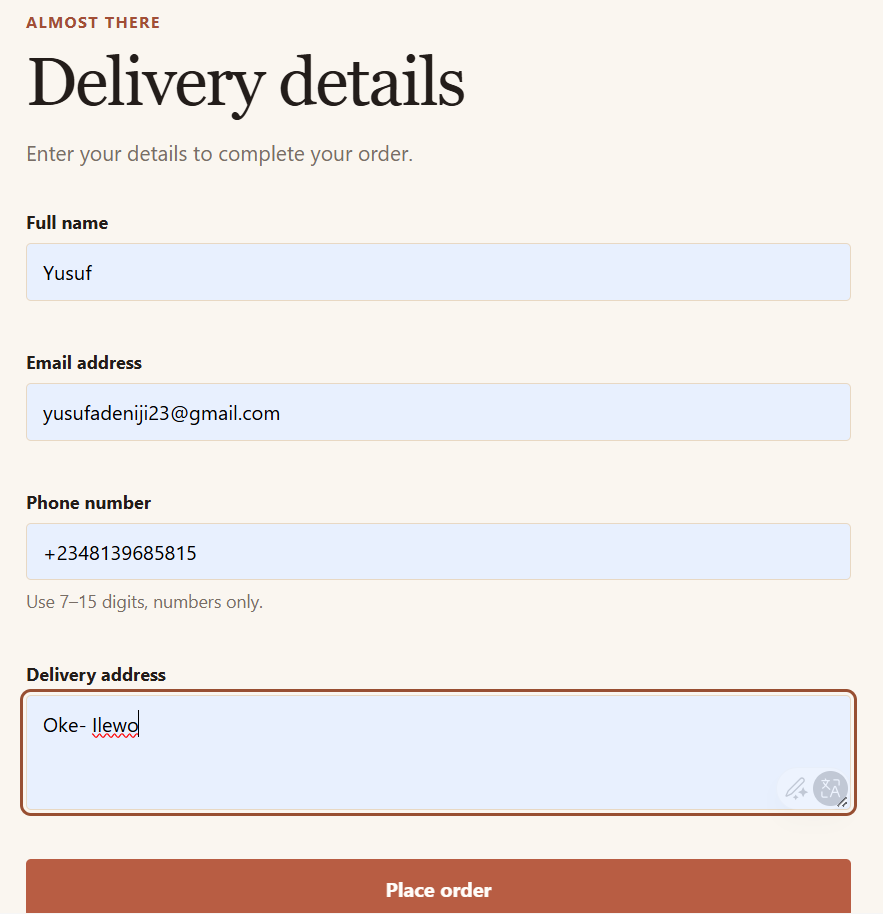 ALMOST THERE
Delivery details
Enter your details to complete your order.
Full name
Yusuf
Email address
yusufadeniji23@gmail.com
Phone number
+2348139685815
Use 7–15 digits, numbers only.
Delivery address
Oke- Ilewo
Place order